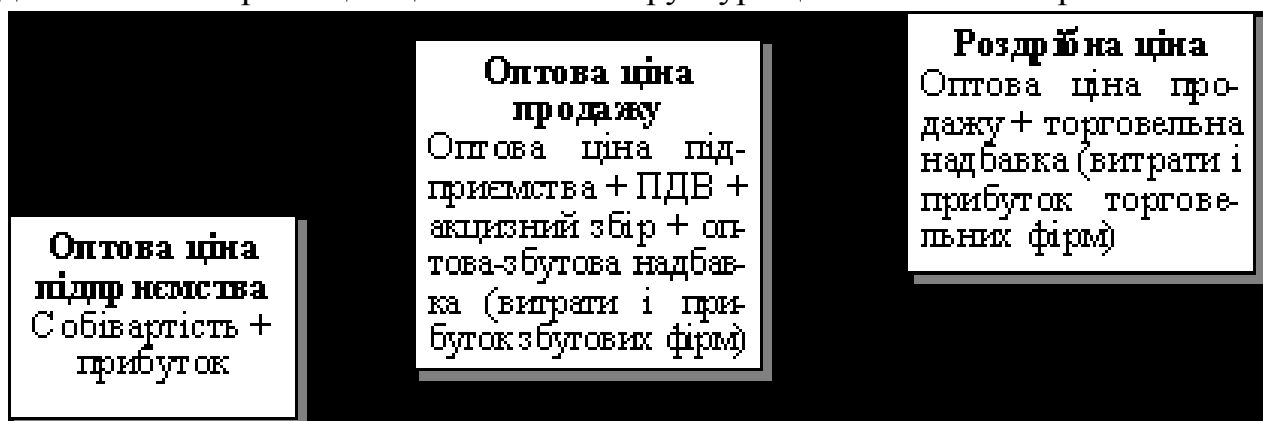 Оптова ціна
підприємства
Собівартість +
прибуток
Оптова ціна
продажу
Оптова ціна під-
приємства + ПДВ +
акцизний збір + оп-
това-збутова надбав-
ка (витрати і при-
буток збутових фірм)
Роздрібна ціна
Оптова ціна про-
дажу + торговельна
надбавка (витрати і
прибуток торгове-
льних фірм)